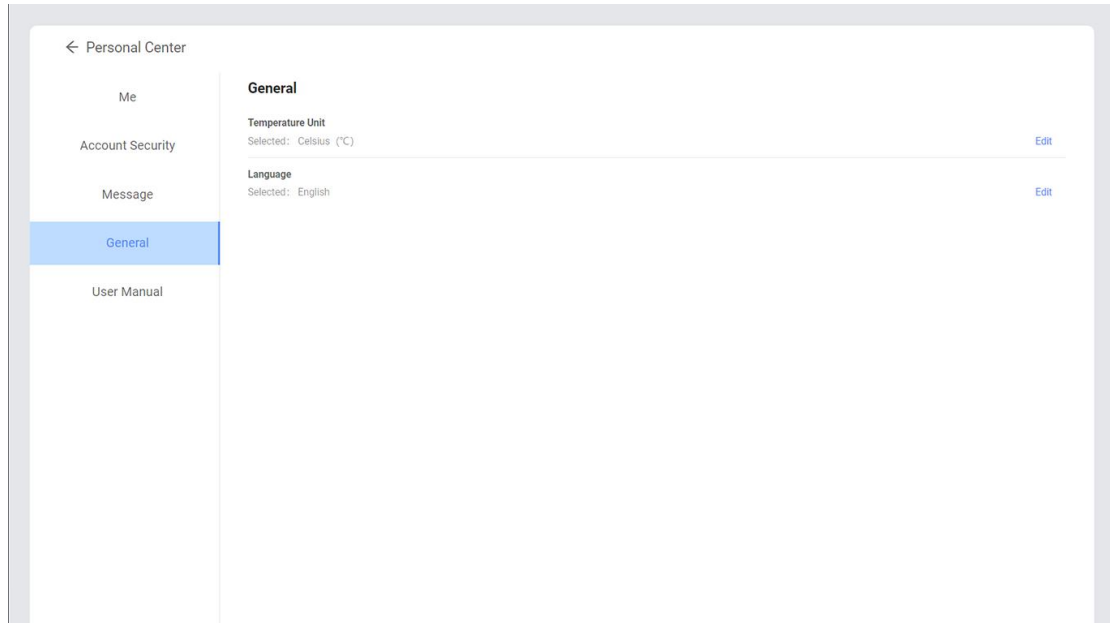 ← Personal Center
Me
Account Security
Message
General
User Manual
General
Temperature Unit
Selected: Celsius (℃)
Edit
Language
Selected: English
Edit